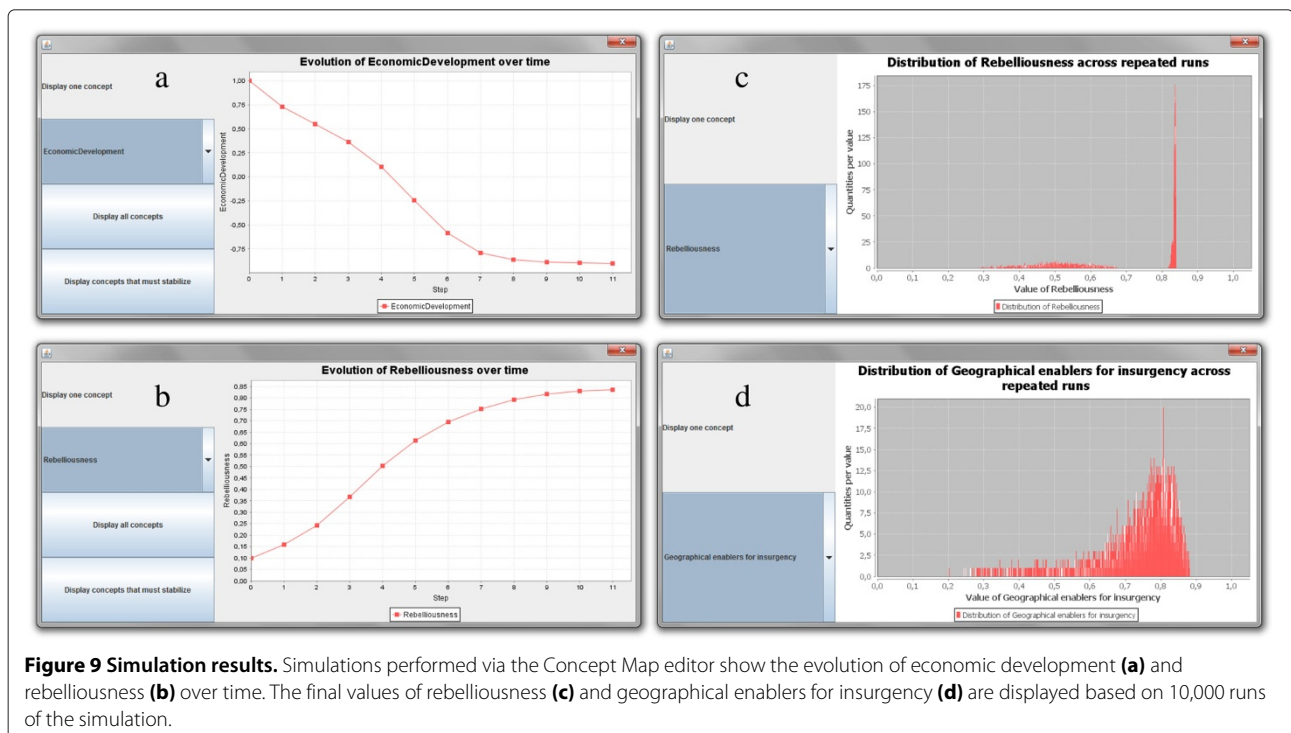 Evolution of EconomicDevelopment over time
a
Display one concept
EconomicDevelopment
Display all concepts
Display concepts that must stabilize
EconomicDevelopment
1,00
0,75
0,50
0,25
0,00
-0,25
-0,50
-0,75
0 1 2 3 4 5 6 7 8 9 10 11
Step
EconomicDevelopment
Distribution of Rebelliousness across repeated runs
c
Display one concept
Rebelliousness
Quantities per value
175
150
125
100
75
50
25
0
0,0 0,1 0,2 0,3 0,4 0,5 0,6 0,7 0,8 0,9 1,0
Value of Rebelliousness
Distribution of Rebelliousness
Evolution of Rebelliousness over time
b
Display one concept
Rebelliousness
Display all concepts
Display concepts that must stabilize
Rebelliousness
0,85
0,80
0,75
0,70
0,65
0,60
0,55
0,50
0,45
0,40
0,35
0,30
0,25
0,20
0,15
0,10
0,05
0,00
0 1 2 3 4 5 6 7 8 9 10 11
Step
Rebelliousness
Distribution of Geographical enablers for insurgency across
repeated runs
d
Display one concept
Geographical enablers for insurgency
Quantities per value
20,0
17,5
15,0
12,5
10,0
7,5
5,0
2,5
0,0
0,0 0,1 0,2 0,3 0,4 0,5 0,6 0,7 0,8 0,9 1,0
Value of Geographical enablers for insurgency
Distribution of Geographical enablers for insurgency
Figure 9 Simulation results. Simulations performed via the Concept Map editor show the evolution of economic development (a) and
rebelliousness (b) over time. The final values of rebelliousness (c) and geographical enablers for insurgency (d) are displayed based on 10,000 runs
of the simulation.